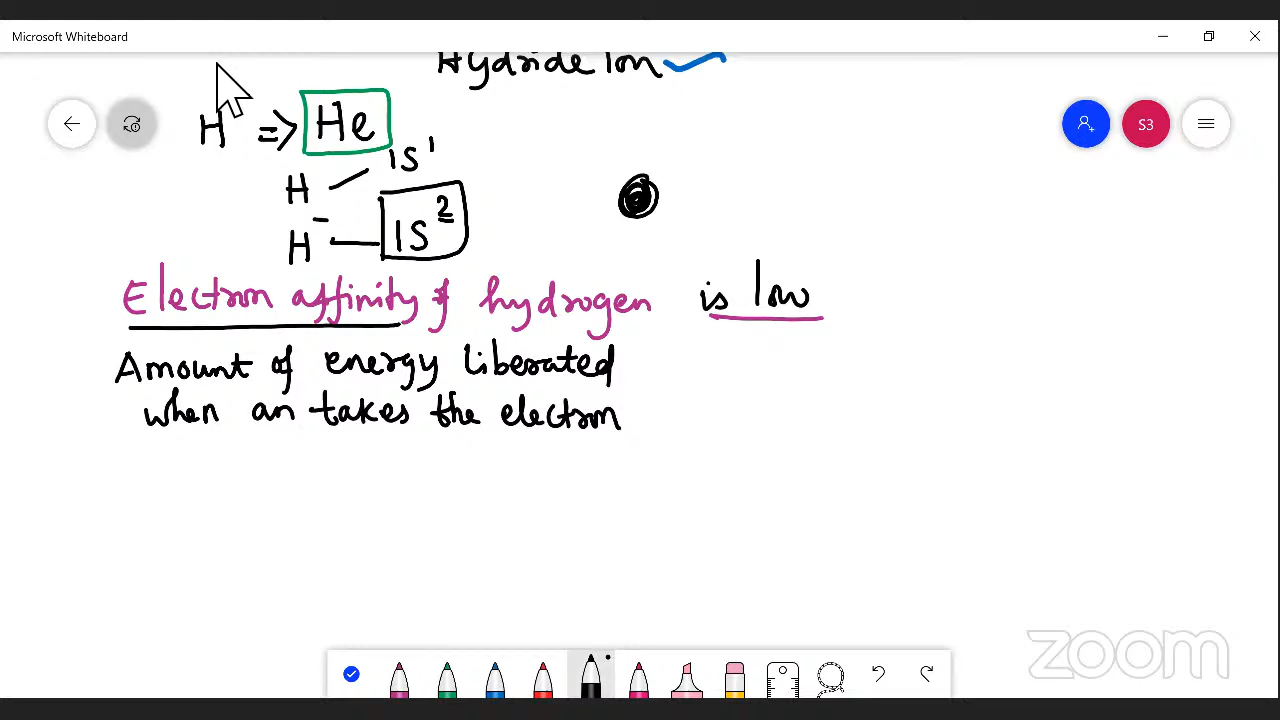 Microsoft Whiteboard
Hydride Ion
H => He
H 1S¹
S3
H⁻ 1S²
Electron affinity of hydrogen is low
Amount of energy liberated
when an takes the electron
zoom